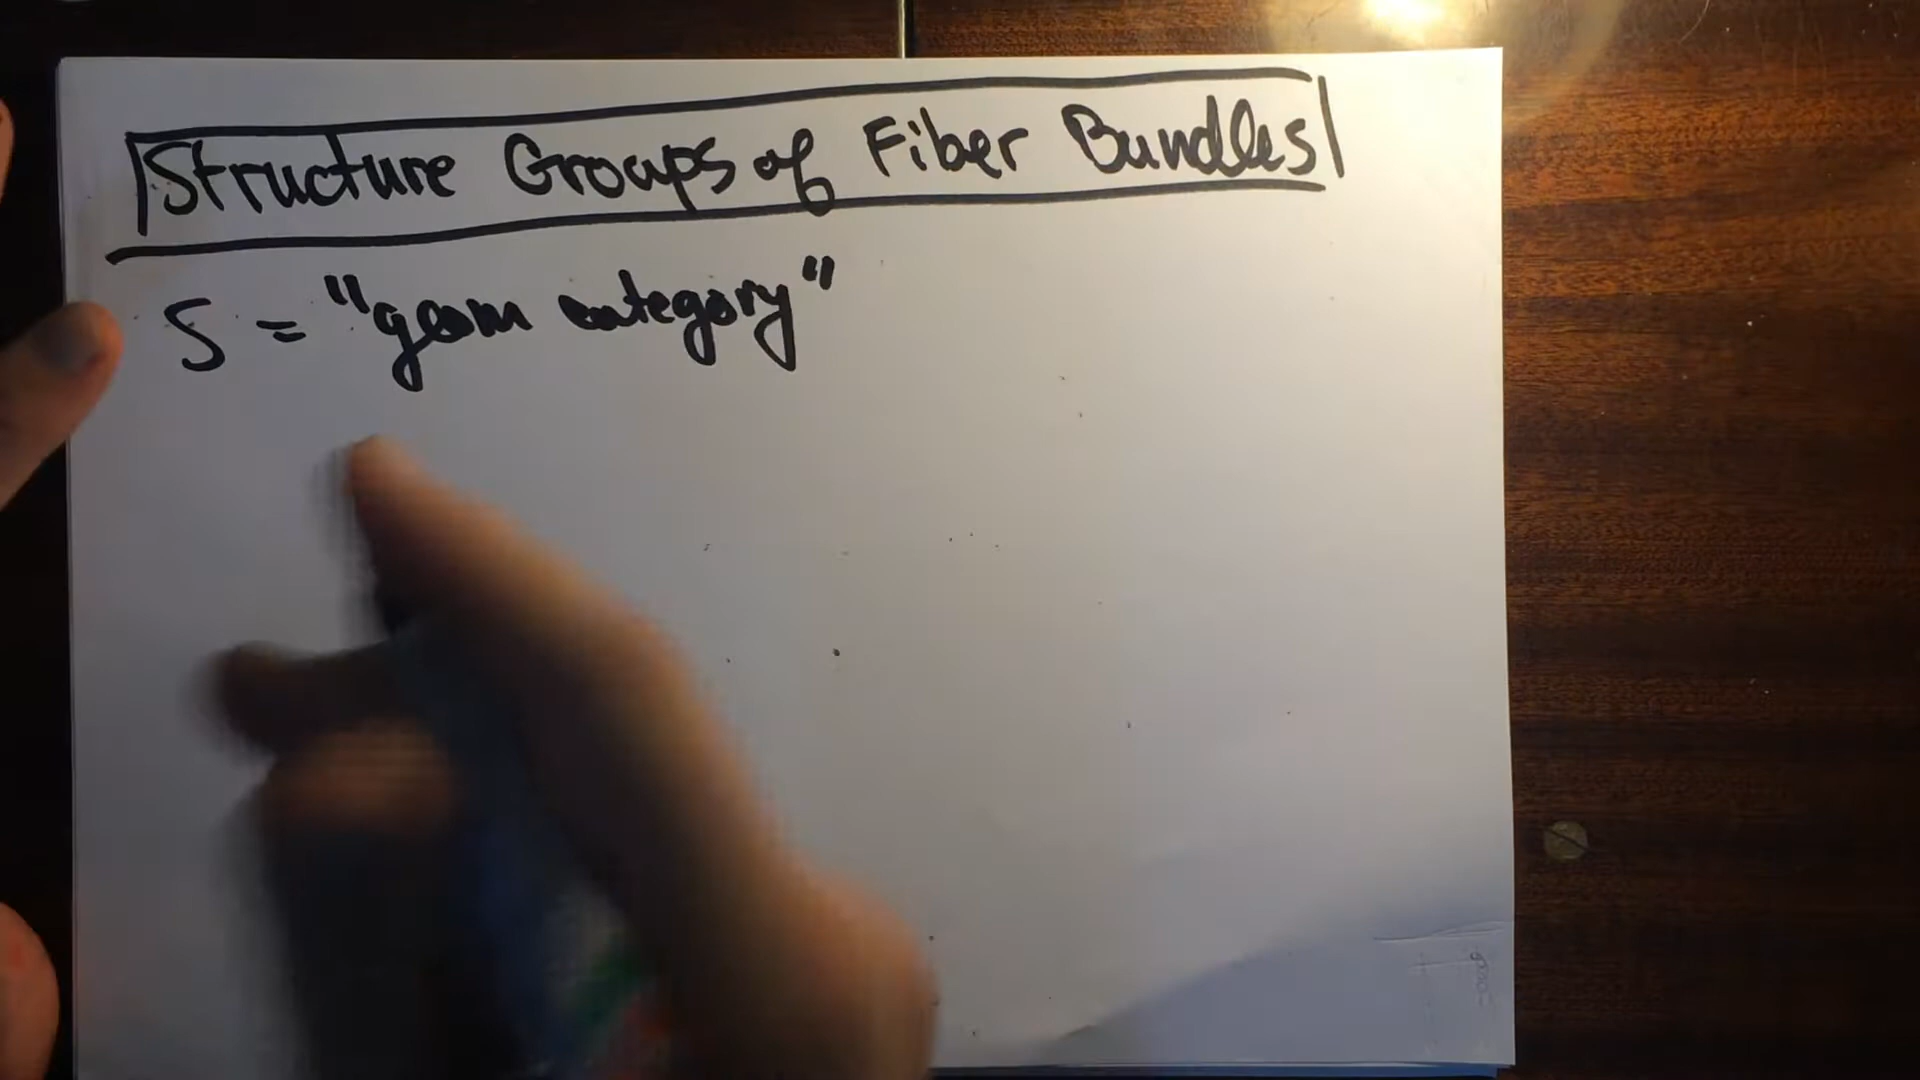 Structure Groups of Fiber Bundles
S = "geom category"